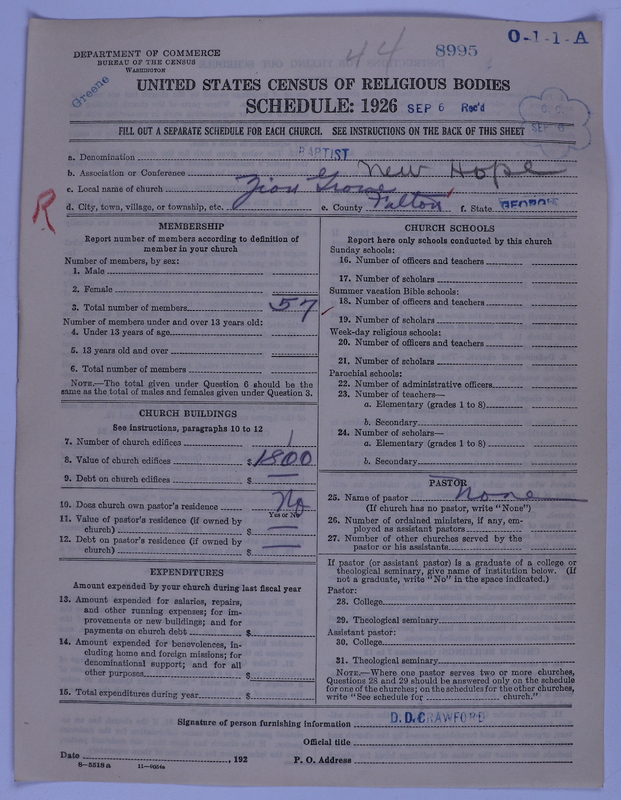 DEPARTMENT OF COMMERCE
BUREAU OF THE CENSUS
WASHINGTON
44
8995
O-1-1-A
Greene
UNITED STATES CENSUS OF RELIGIOUS BODIES
SCHEDULE: 1926 SEP 6 Rec'd
SEP 6
FILL OUT A SEPARATE SCHEDULE FOR EACH CHURCH. SEE INSTRUCTIONS ON THE BACK OF THIS SHEET
a. Denomination BAPTIST
b. Association or Conference New Hope
c. Local name of church Zion Grove
d. City, town, village, or township, etc. e. County Fulton f. State GEORGIA
R
MEMBERSHIP
Report number of members according to definition of member in your church
Number of members, by sex:
1. Male
2. Female
3. Total number of members 57
Number of members under and over 13 years old:
4. Under 13 years of age
5. 13 years old and over
6. Total number of members
NOTE.—The total given under Question 6 should be the
same as the total of males and females given under Question 3.
CHURCH BUILDINGS
See instructions, paragraphs 10 to 12
7. Number of church edifices 1
8. Value of church edifices $ 1800
9. Debt on church edifices $ —
10. Does church own pastor's residence No
Yes or No
11. Value of pastor's residence (if owned by
church) $ —
12. Debt on pastor's residence (if owned by
church) $ —
EXPENDITURES
Amount expended by your church during last fiscal year
13. Amount expended for salaries, repairs,
and other running expenses; for im-
provements or new buildings; and for
payments on church debt $
14. Amount expended for benevolences, in-
cluding home and foreign missions; for
denominational support; and for all
other purposes $
15. Total expenditures during year $
CHURCH SCHOOLS
Report here only schools conducted by this church
Sunday schools:
16. Number of officers and teachers
17. Number of scholars
Summer vacation Bible schools:
18. Number of officers and teachers
19. Number of scholars
Week-day religious schools:
20. Number of officers and teachers
21. Number of scholars
Parochial schools:
22. Number of administrative officers
23. Number of teachers—
a. Elementary (grades 1 to 8)
b. Secondary
24. Number of scholars—
a. Elementary (grades 1 to 8)
b. Secondary
PASTOR
25. Name of pastor None
(If church has no pastor, write "None")
26. Number of ordained ministers, if any, em-
ployed as assistant pastors
27. Number of other churches served by the
pastor or his assistants
If pastor (or assistant pastor) is a graduate of a college or
theological seminary, give name of institution below. (If
not a graduate, write "No" in the space indicated.)
Pastor:
28. College
29. Theological seminary
Assistant pastor:
30. College
31. Theological seminary
NOTE.—Where one pastor serves two or more churches,
Questions 28 and 29 should be answered only on the schedule
for one of the churches; on the schedules for the other churches,
write "See schedule for church."
Signature of person furnishing information D. D. CRAWFORD
Official title
Date , 192 P. O. Address
8-5518a 11-9054a